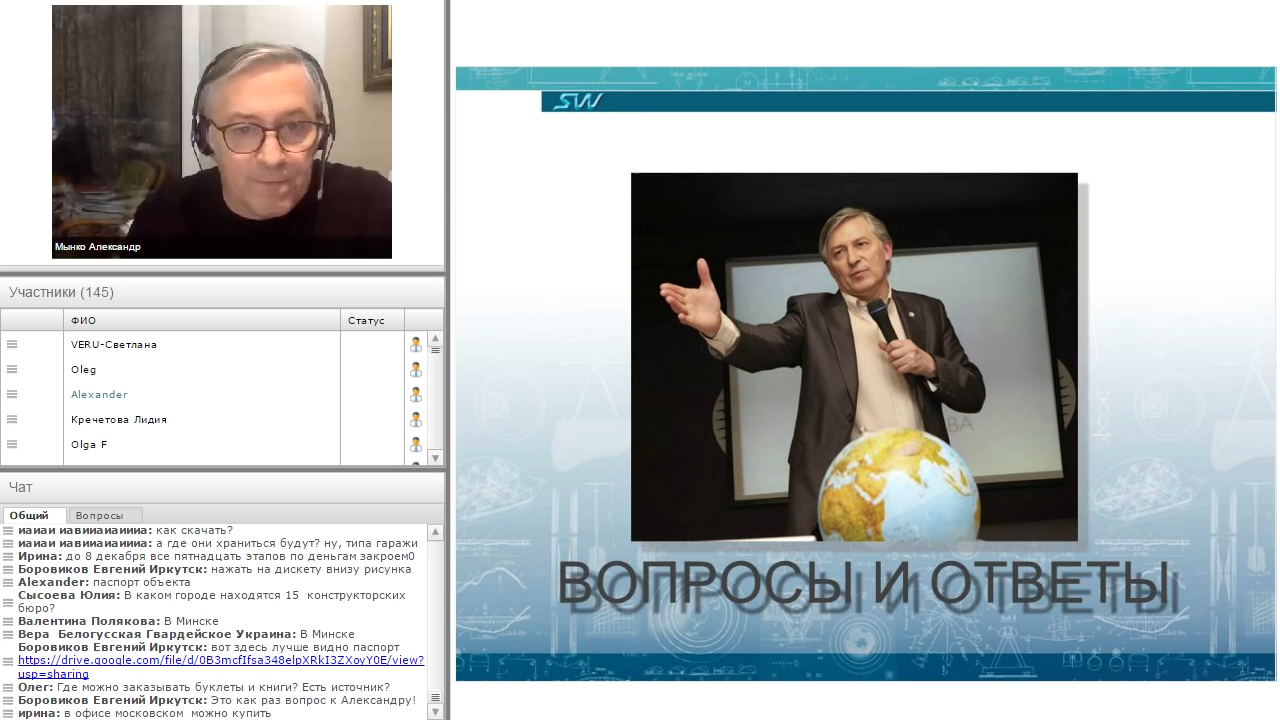 Мынко Александр
Участники (145)
ФИО Статус
VERU-Светлана
Oleg
Alexander
Кречетова Лидия
Olga F
Чат
Общий Вопросы
как скачать?
а где они храниться будут? ну, типа гаражи
Ирина: до 8 декабря все пятнадцать этапов по деньгам закроем0
Боровиков Евгений Иркутск: нажать на дискету внизу рисунка
Alexander: паспорт объекта
Сысоева Юлия: В каком городе находятся 15 конструкторских
бюро?
Валентина Полякова: В Минске
Вера Белогусская Гвардейское Украина: В Минске
Боровиков Евгений Иркутск: вот здесь лучше видно паспорт
https://drive.google.com/file/d/0B3mcfIfsa348elpXRkI3ZXoyY0E/view?
usp=sharing
Олег: Где можно заказывать буклеты и книги? Есть источник?
Боровиков Евгений Иркутск: Это как раз вопрос к Александру!
ирина: в офисе московском можно купить
SW
ВОПРОСЫ И ОТВЕТЫ